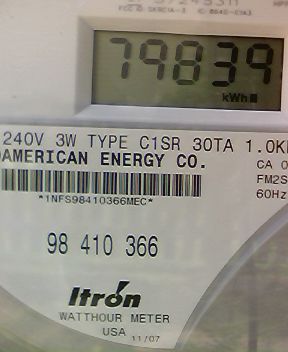 79839
kWh
240V 3W TYPE C1SR 30TA 1.0K
AMERICAN ENERGY CO.
CA
FM2S
60Hz
*1NFS98410366MEC*
98 410 366
Itrón
WATTHOUR METER
USA 11/07